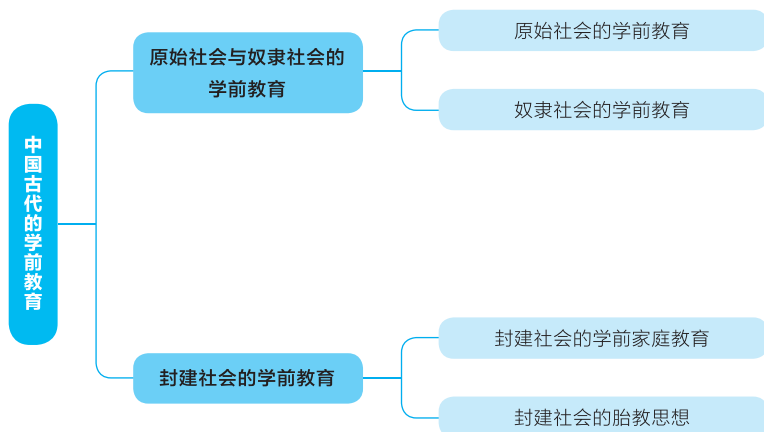 中国古代的学前教育
原始社会与奴隶社会的
学前教育
原始社会的学前教育
奴隶社会的学前教育
封建社会的学前教育
封建社会的学前家庭教育
封建社会的胎教思想